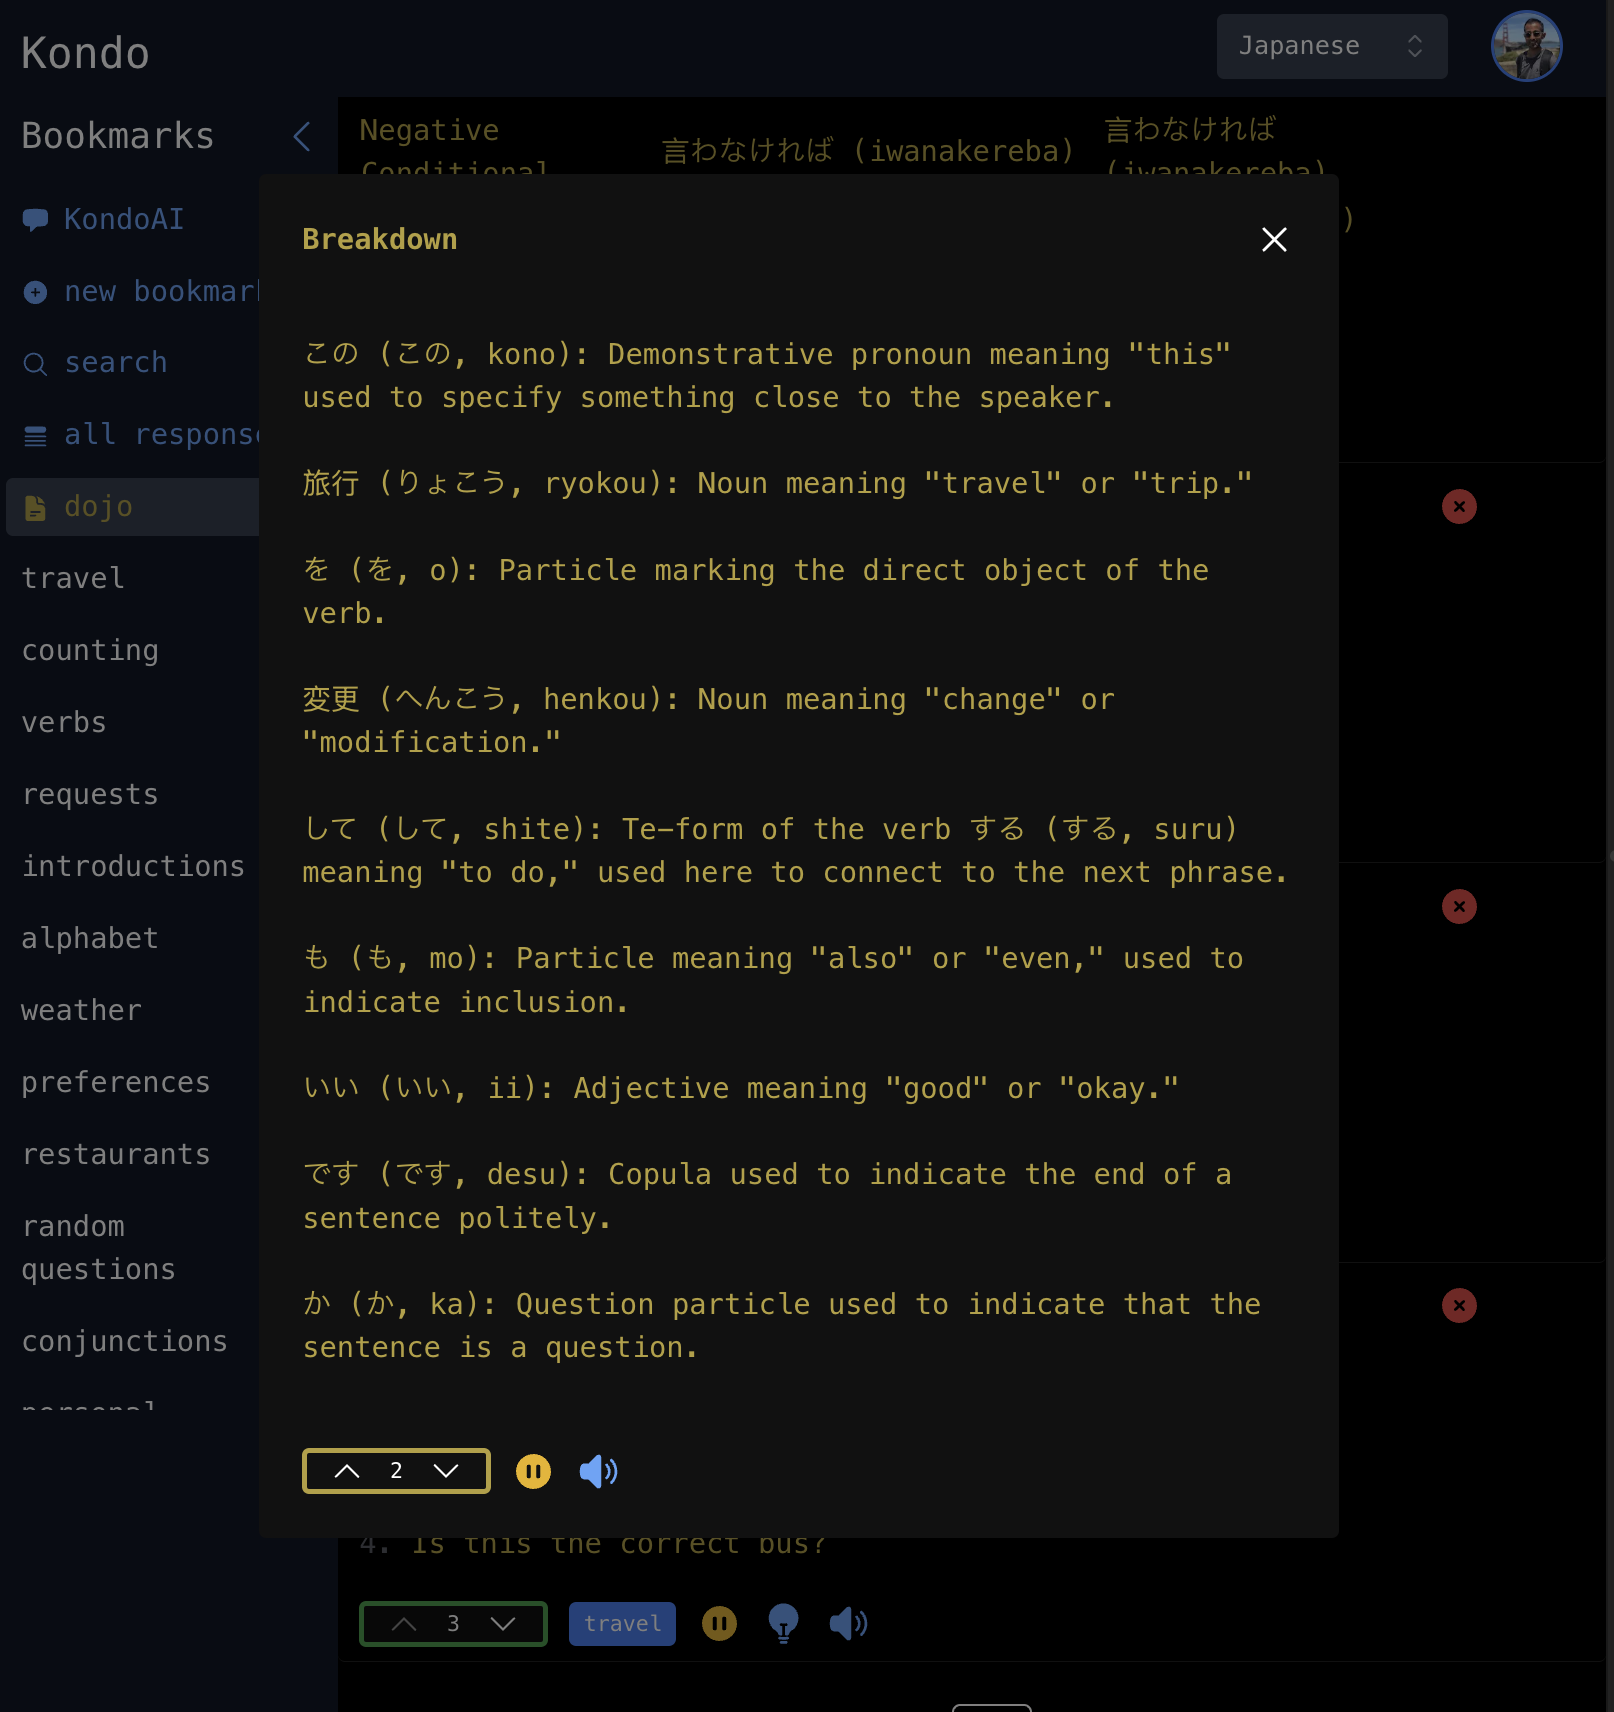 Kondo
Japanese
Bookmarks
KondoAI
new bookmark
search
all response
dojo
travel
counting
verbs
requests
introductions
alphabet
weather
preferences
restaurants
random
questions
conjunctions
personal
Negative
Conditional
言わなければ (iwanakereba)
言わなければ
(iwanakereba)
)
Breakdown
この (この, kono): Demonstrative pronoun meaning "this"
used to specify something close to the speaker.
旅行 (りょこう, ryokou): Noun meaning "travel" or "trip."
を (を, o): Particle marking the direct object of the
verb.
変更 (へんこう, henkou): Noun meaning "change" or
"modification."
して (して, shite): Te-form of the verb する (する, suru)
meaning "to do," used here to connect to the next phrase.
も (も, mo): Particle meaning "also" or "even," used to
indicate inclusion.
いい (いい, ii): Adjective meaning "good" or "okay."
です (です, desu): Copula used to indicate the end of a
sentence politely.
か (か, ka): Question particle used to indicate that the
sentence is a question.
2
4. Is this the correct bus?
3
travel